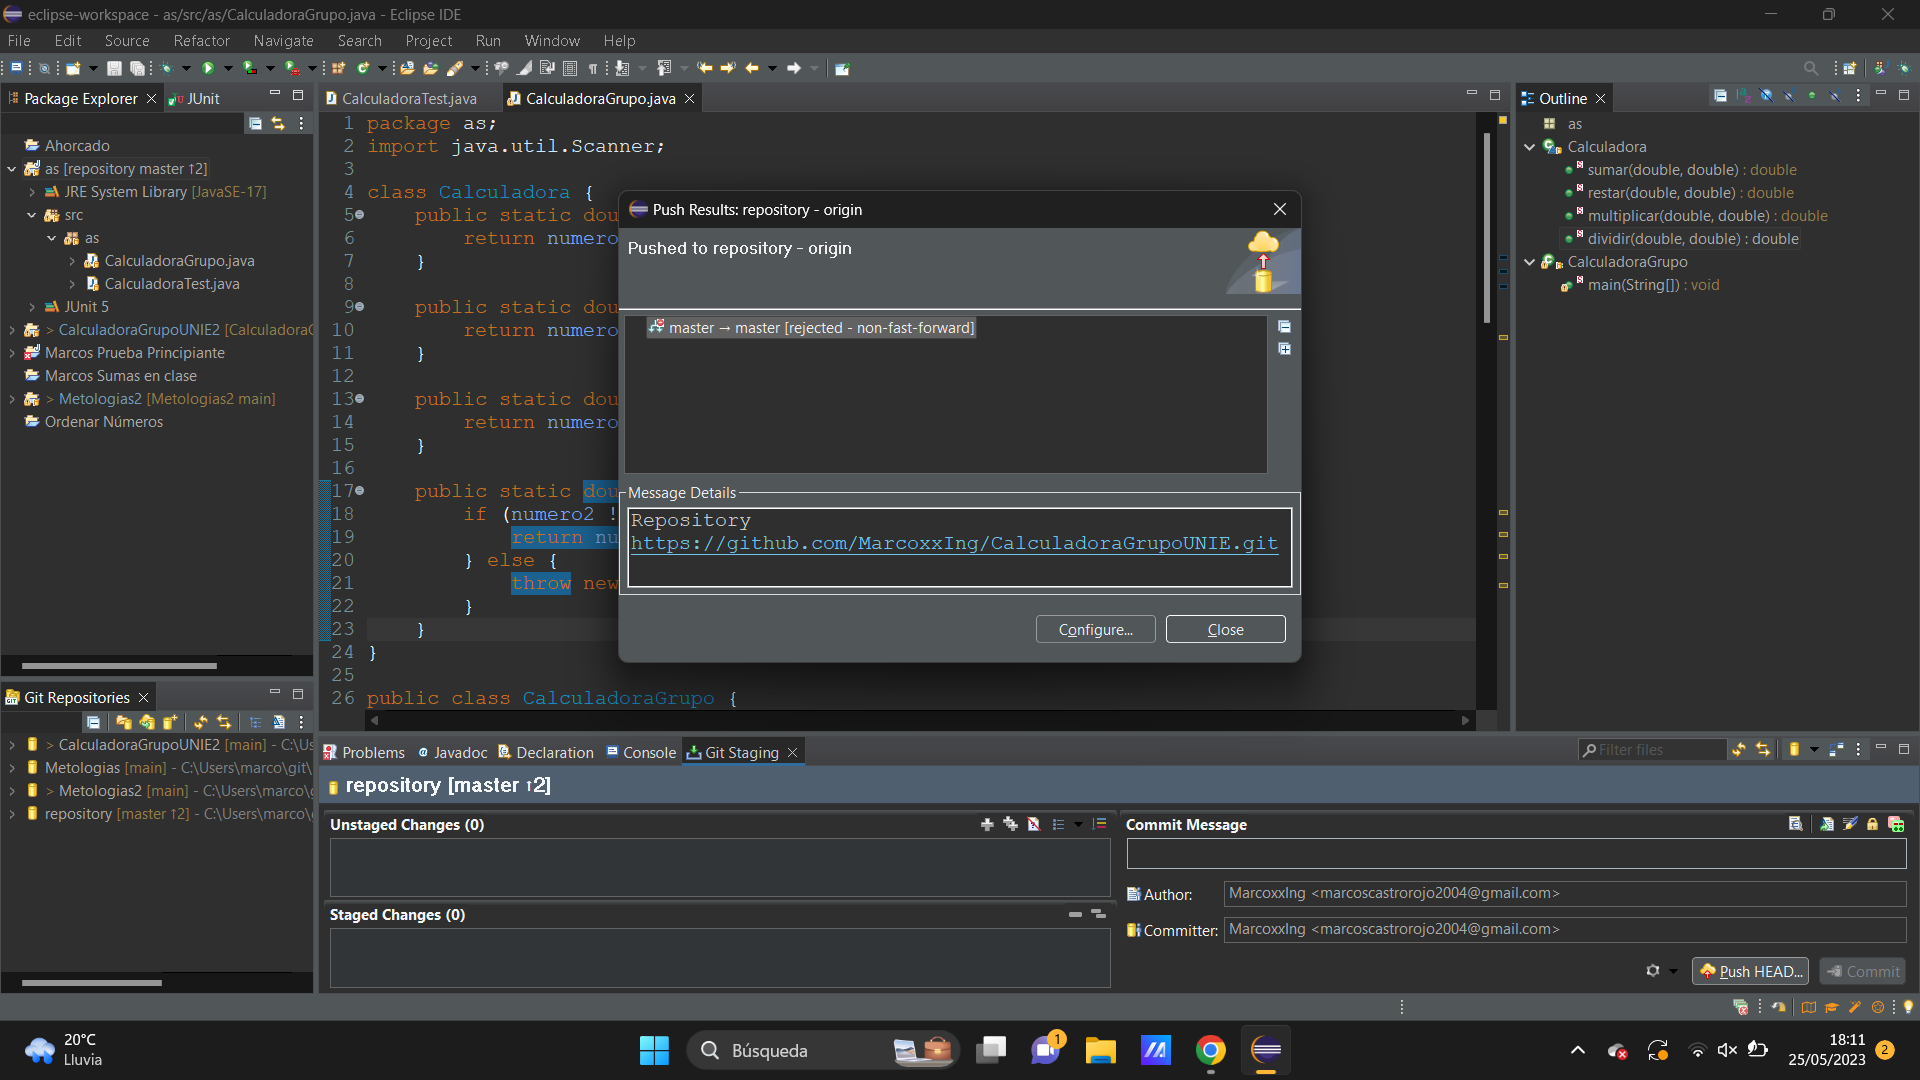 eclipse-workspace - as/src/as/CalculadoraGrupo.java - Eclipse IDE
File Edit Source Refactor Navigate Search Project Run Window Help
Package Explorer
JUnit
Ahorcado
as [repository master ↑2]
JRE System Library [JavaSE-17]
src
as
CalculadoraGrupo.java
CalculadoraTest.java
JUnit 5
> CalculadoraGrupoUNIE2 [Calculadora
Marcos Prueba Principiante
Marcos Sumas en clase
> Metologias2 [Metologias2 main]
Ordenar Números
Git Repositories
> CalculadoraGrupoUNIE2 [main] - C:\Us
Metologias [main] - C:\Users\marco\git\
> Metologias2 [main] - C:\Users\marco\
repository [master ↑2] - C:\Users\marco\
CalculadoraTest.java
CalculadoraGrupo.java
1 package as;
2 import java.util.Scanner;
3
4 class Calculadora {
5 public static dou
6 return numero
7 }
8
9 public static dou
10 return numero
11 }
12
13 public static dou
14 return numero
15 }
16
17 public static dou
18 if (numero2 !
19 return nu
20 } else {
21 throw new
22 }
23 }
24 }
25
26 public class CalculadoraGrupo {
Push Results: repository - origin
Pushed to repository - origin
master → master [rejected - non-fast-forward]
Message Details
Repository
https://github.com/MarcoxxIng/CalculadoraGrupoUNIE.git
Configure...
Close
Outline
as
Calculadora
sumar(double, double) : double
restar(double, double) : double
multiplicar(double, double) : double
dividir(double, double) : double
CalculadoraGrupo
main(String[]) : void
Problems
Javadoc
Declaration
Console
Git Staging
Filter files
repository [master ↑2]
Unstaged Changes (0)
Staged Changes (0)
Commit Message
Author: MarcoxxIng <marcoscastrorojo2004@gmail.com>
Committer: MarcoxxIng <marcoscastrorojo2004@gmail.com>
Push HEAD...
Commit
20°C
Lluvia
Búsqueda
1
18:11
25/05/2023
2